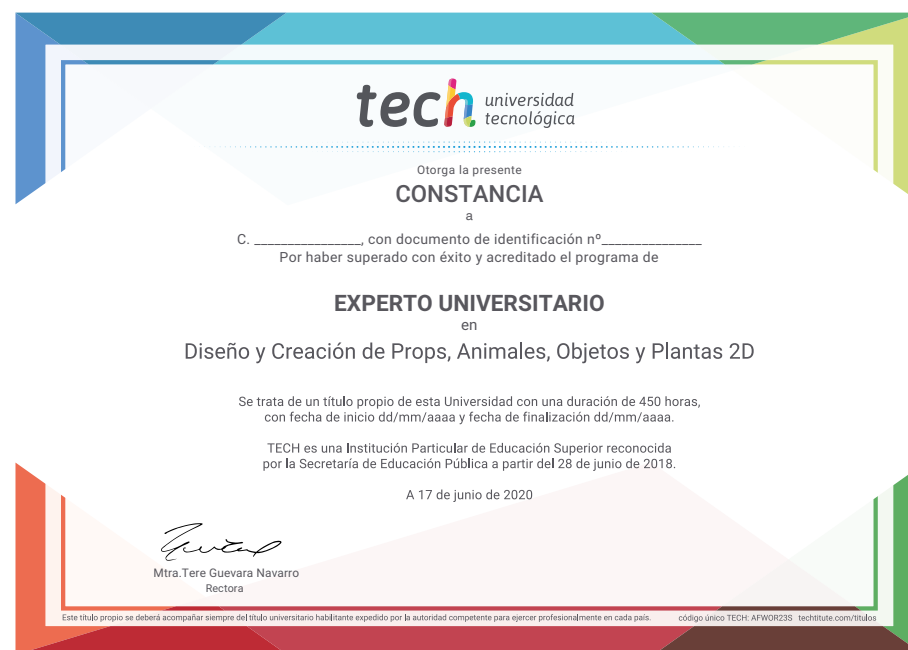 tech universidad
tecnológica
Otorga la presente
CONSTANCIA
a
C. ________________, con documento de identificación nº_______________
Por haber superado con éxito y acreditado el programa de
EXPERTO UNIVERSITARIO
en
Diseño y Creación de Props, Animales, Objetos y Plantas 2D
Se trata de un título propio de esta Universidad con una duración de 450 horas,
con fecha de inicio dd/mm/aaaa y fecha de finalización dd/mm/aaaa.
TECH es una Institución Particular de Educación Superior reconocida
por la Secretaría de Educación Pública a partir del 28 de junio de 2018.
A 17 de junio de 2020
Mtra.Tere Guevara Navarro
Rectora
Este título propio se deberá acompañar siempre del título universitario habilitante expedido por la autoridad competente para ejercer profesionalmente en cada país. código único TECH: AFWOR23S techtitute.com/titulos